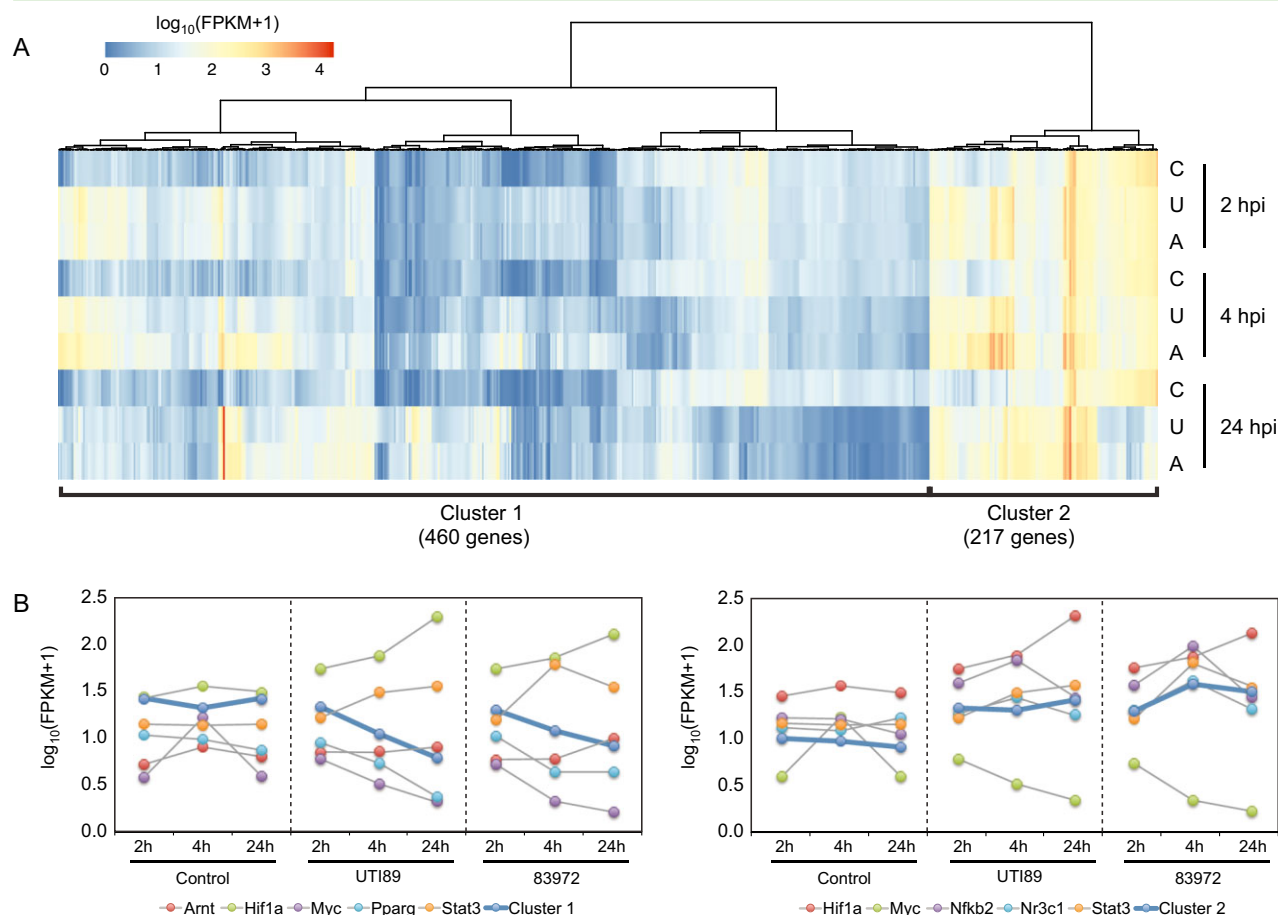 A
log10(FPKM+1)
0 1 2 3 4
C
U
A
2 hpi
C
U
A
4 hpi
C
U
A
24 hpi
Cluster 1
(460 genes)
Cluster 2
(217 genes)
B
log10(FPKM+1)
2.5
2.0
1.5
1.0
0.5
0.0
2h 4h 24h 2h 4h 24h 2h 4h 24h
Control UTI89 83972
Arnt Hif1a Myc Pparg Stat3 Cluster 1
log10(FPKM+1)
2.5
2.0
1.5
1.0
0.5
0.0
2h 4h 24h 2h 4h 24h 2h 4h 24h
Control UTI89 83972
Hif1a Myc Nfkb2 Nr3c1 Stat3 Cluster 2